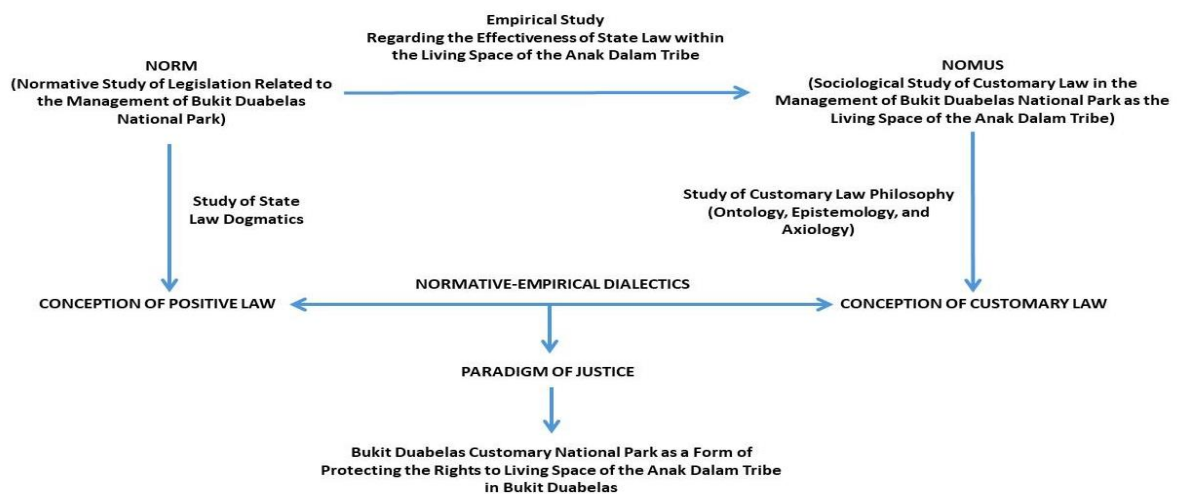 Empirical Study
Regarding the Effectiveness of State Law within
the Living Space of the Anak Dalam Tribe
NORM
(Normative Study of Legislation Related to
the Management of Bukit Duabelas
National Park)
NOMUS
(Sociological Study of Customary Law in the
Management of Bukit Duabelas National Park as the
Living Space of the Anak Dalam Tribe)
Study of State
Law Dogmatics
Study of Customary Law Philosophy
(Ontology, Epistemology, and
Axiology)
NORMATIVE-EMPIRICAL DIALECTICS
CONCEPTION OF POSITIVE LAW
CONCEPTION OF CUSTOMARY LAW
PARADIGM OF JUSTICE
Bukit Duabelas Customary National Park as a Form of
Protecting the Rights to Living Space of the Anak Dalam Tribe
in Bukit Duabelas